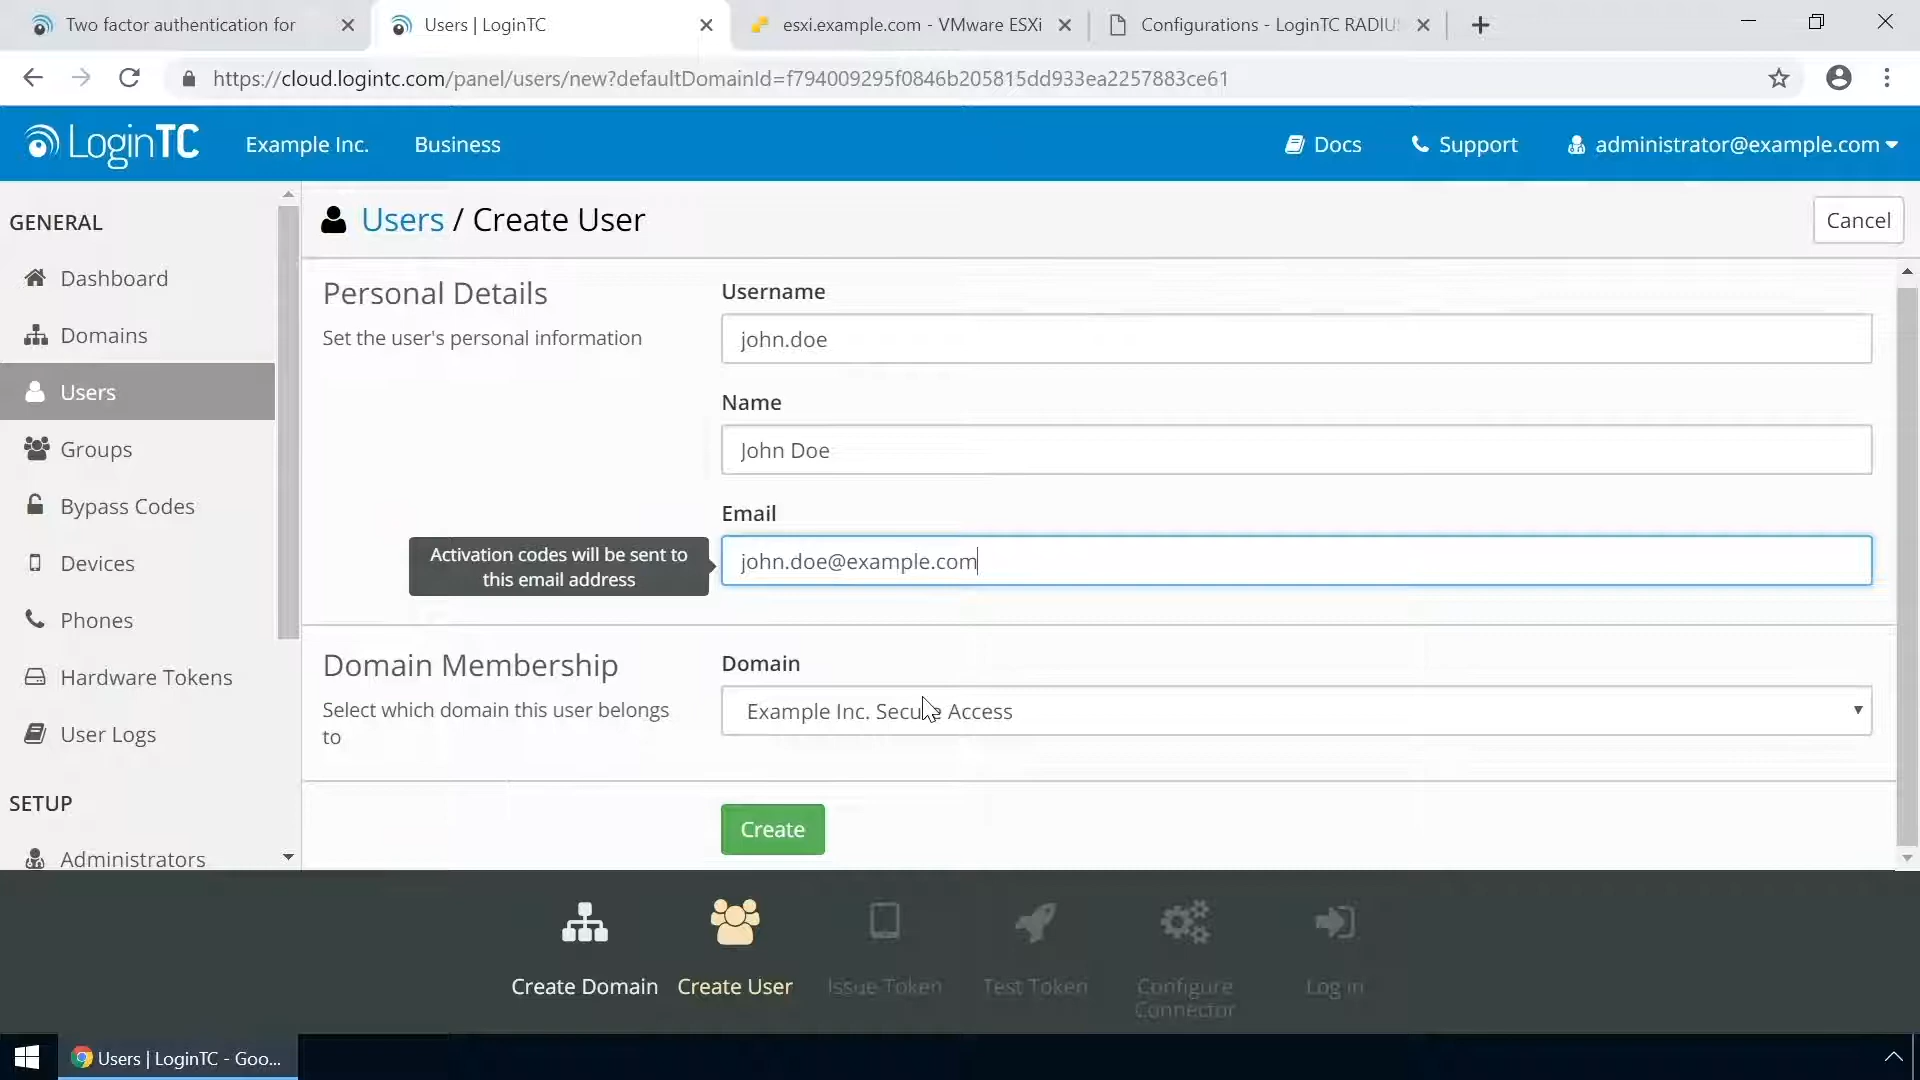 Two factor authentication for
Users | LoginTC
esxi.example.com - VMware ESXi
Configurations - LoginTC RADIUS
https://cloud.logintc.com/panel/users/new?defaultDomainId=f794009295f0846b205815dd933ea2257883ce61
LoginTC
Example Inc.
Business
Docs
Support
administrator@example.com
GENERAL
Dashboard
Domains
Users
Groups
Bypass Codes
Devices
Phones
Hardware Tokens
User Logs
SETUP
Administrators
Users / Create User
Cancel
Personal Details
Set the user's personal information
Username
john.doe
Name
John Doe
Email
Activation codes will be sent to
this email address
john.doe@example.com
Domain Membership
Select which domain this user belongs
to
Domain
Example Inc. Secure Access
Create
Create Domain
Create User
Issue Token
Test Token
Configure
Connector
Log in
Users | LoginTC - Goo...